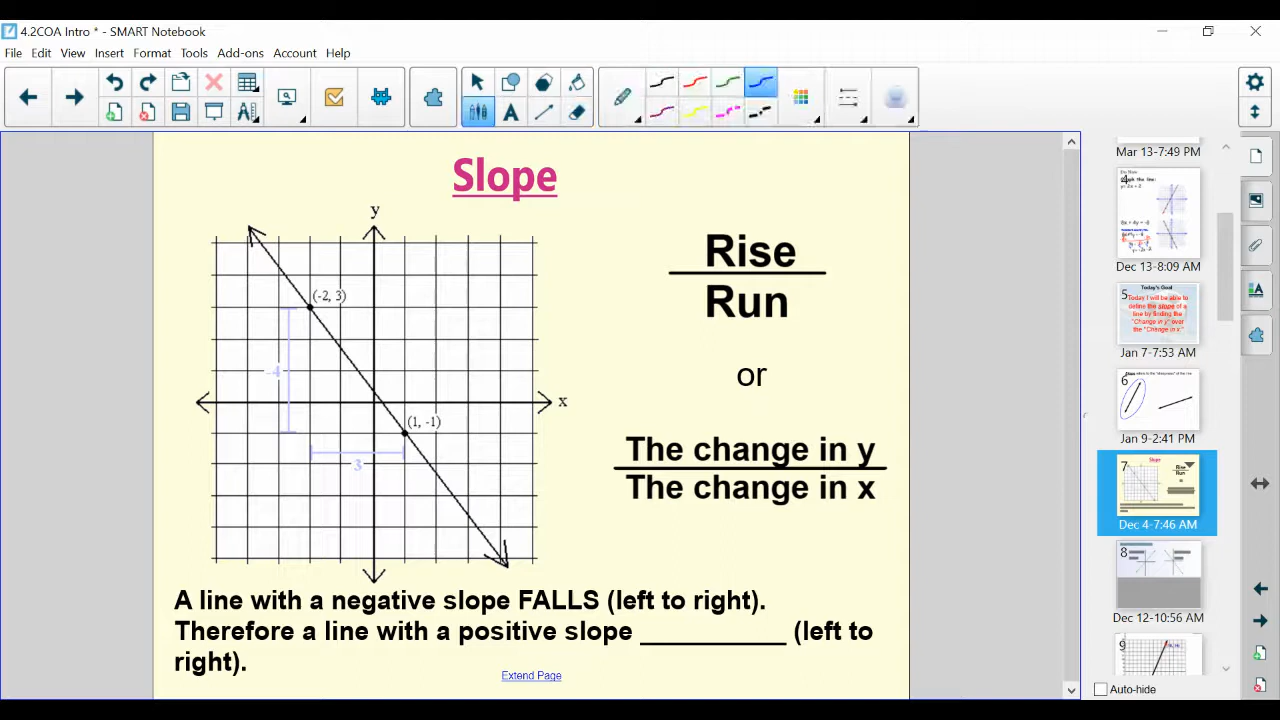 4.2COA Intro * - SMART Notebook
File Edit View Insert Format Tools Add-ons Account Help
Slope
y
(-2, 3)
-4
x
(1, -1)
3
Rise
Run
or
The change in y
The change in x
A line with a negative slope FALLS (left to right).
Therefore a line with a positive slope __________ (left to
right).
Extend Page
Mar 13-7:49 PM
4
Dec 13-8:09 AM
5
Today's Goal
Today I will be able to
define the slope of a
line by finding the
"Change in y" over
the "Change in x."
Jan 7-7:53 AM
6
Jan 9-2:41 PM
7
Slope
Rise
Run
Dec 4-7:46 AM
8
Dec 12-10:56 AM
9
Auto-hide